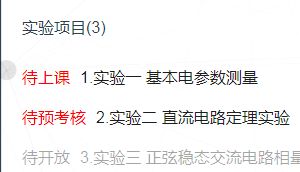 实验项目(3)
待上课 1.实验一 基本电参数测量
待预考核 2.实验二 直流电路定理实验
待开放 3.实验三 正弦稳态交流电路相量